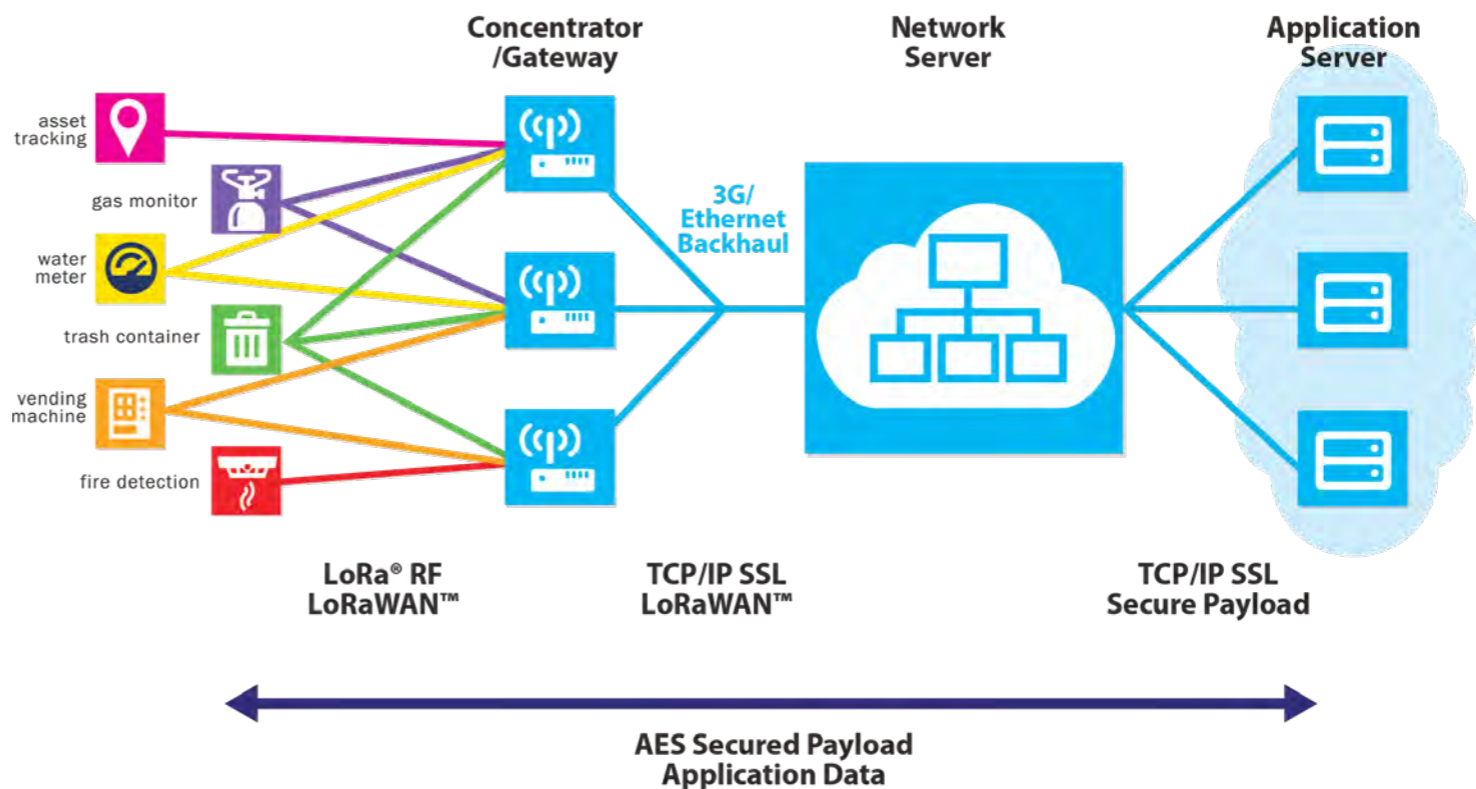 Concentrator
/Gateway
Network
Server
Application
Server
asset
tracking
gas monitor
water
meter
trash container
vending
machine
fire detection
3G/
Ethernet
Backhaul
LoRa® RF
LoRaWAN™
TCP/IP SSL
LoRaWAN™
TCP/IP SSL
Secure Payload
AES Secured Payload
Application Data